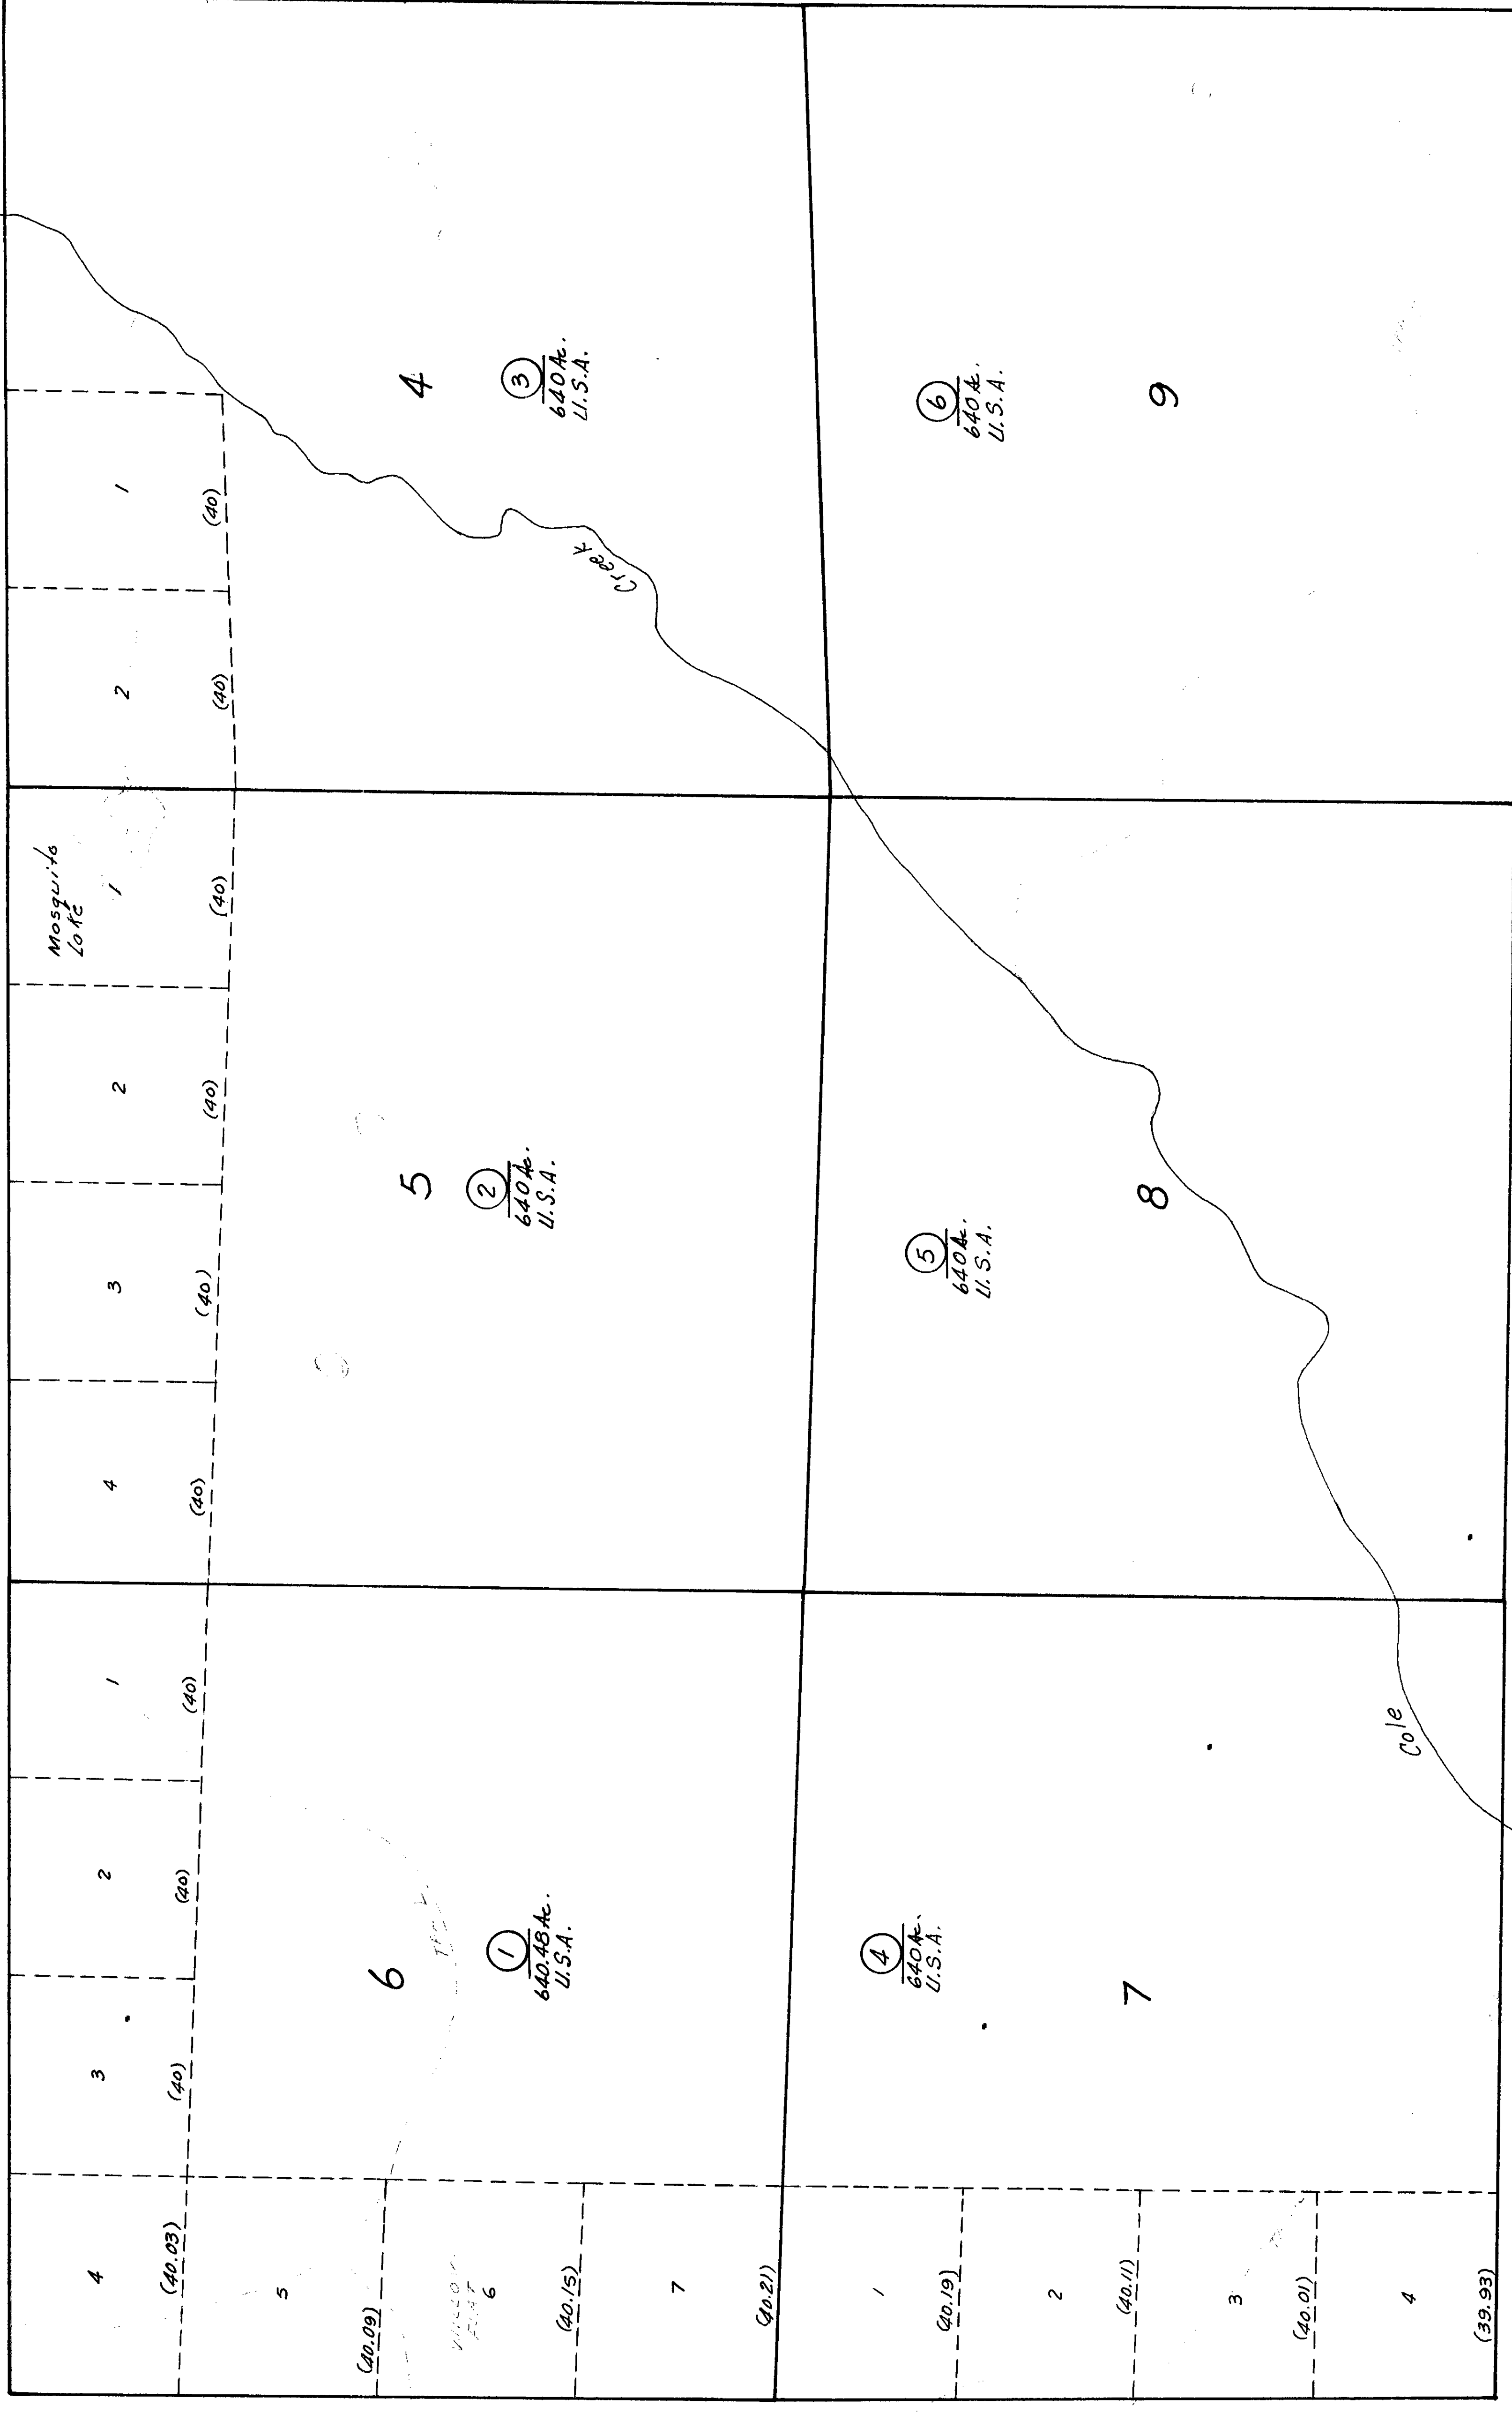 4
(40.03)
3
(40)
2
(40)
1
(40)
4
(40)
3
(40)
2
(40)
Mosquito
Lake
1
(40)
2
(40)
1
(40)
5
(40.09)
WILLOW
FLAT
6
(40.15)
7
(40.21)
6
1
640.48 Ac.
U.S.A.
5
2
640 Ac.
U.S.A.
4
3
640 Ac.
U.S.A.
Creek
1
(40.19)
2
(40.11)
3
(40.01)
4
(39.93)
4
640 Ac.
U.S.A.
7
5
640 Ac.
U.S.A.
8
6
640 Ac.
U.S.A.
9
Cole